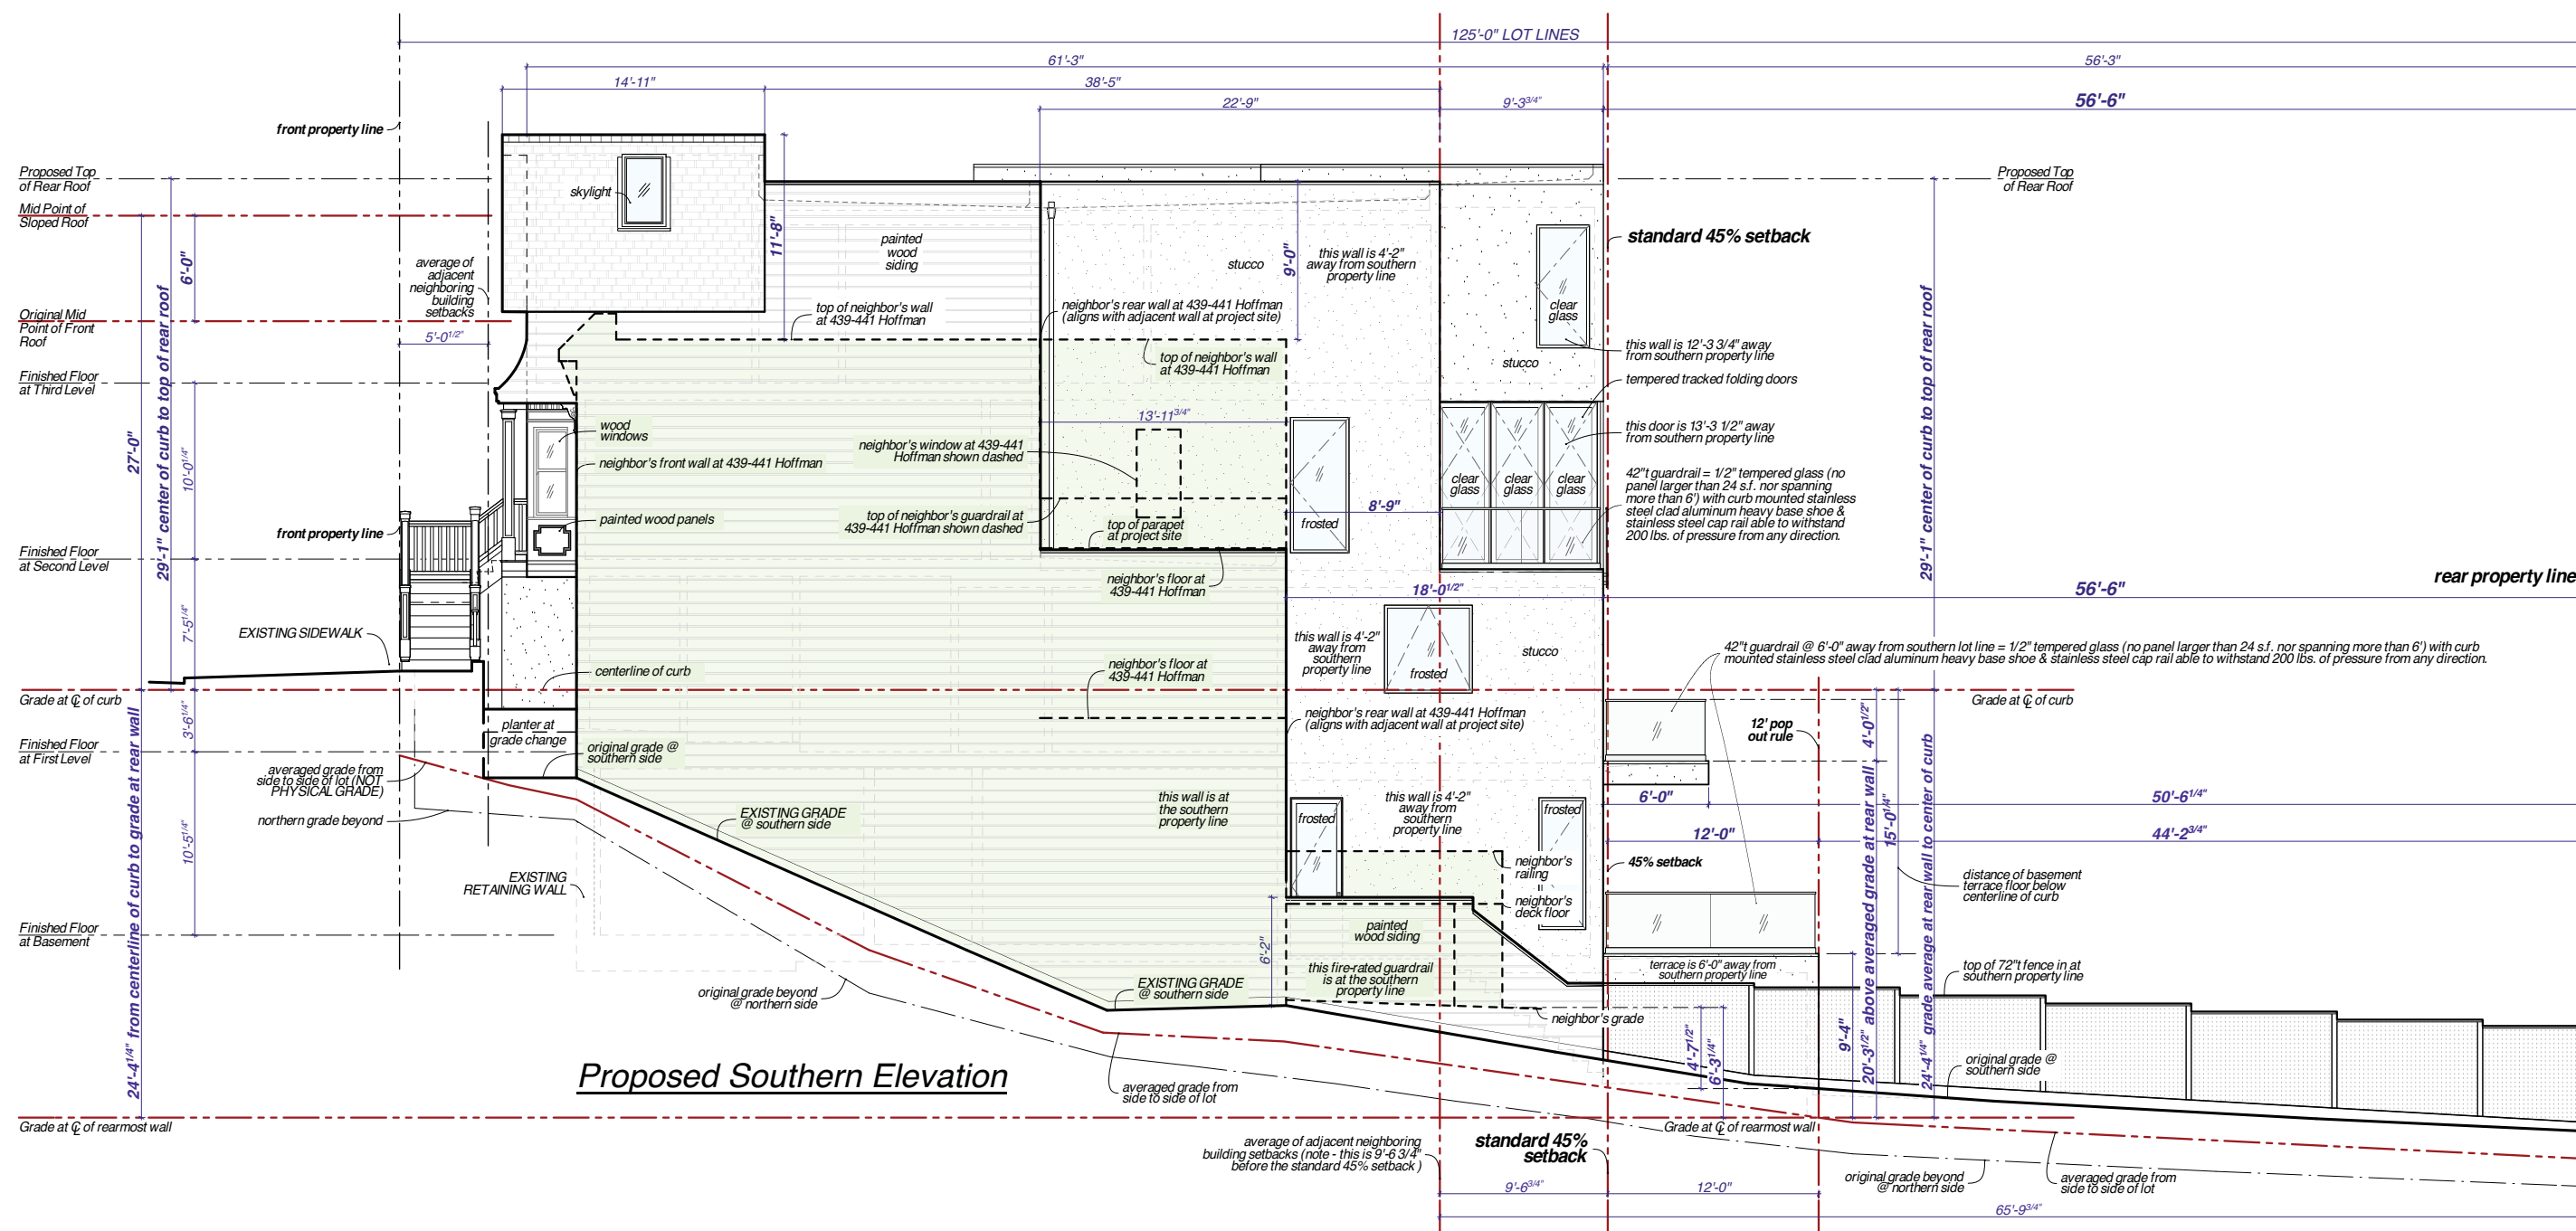 125'-0" LOT LINES
61'-3"
56'-3"
14'-11"
38'-5"
22'-9"
9'-3 3/4"
56'-6"
front property line
Proposed Top
of Rear Roof
Mid Point of
Sloped Roof
Original Mid
Point of Front
Roof
Finished Floor
at Third Level
Finished Floor
at Second Level
Grade at CL of curb
Finished Floor
at First Level
Finished Floor
at Basement
Grade at CL of rearmost wall
6'-0"
27'-0"
29'-1" center of curb to top of rear roof
10'-0 1/4"
7'-5 1/4"
3'-6 1/4"
10'-5 1/4"
24'-4 1/4" from centerline of curb to grade at rear wall
average of
adjacent
neighboring
building
setbacks
5'-0 1/2"
front property line
EXISTING SIDEWALK
averaged grade from
side to side of lot (NOT
PHYSICAL GRADE)
northern grade beyond
EXISTING
RETAINING WALL
skylight
11'-8"
painted
wood
siding
top of neighbor's wall
at 439-441 Hoffman
wood
windows
neighbor's front wall at 439-441 Hoffman
painted wood panels
centerline of curb
planter at
grade change
original grade @
southern side
EXISTING GRADE
@ southern side
original grade beyond
@ northern side
stucco
9'-0"
this wall is 4'-2"
away from southern
property line
neighbor's rear wall at 439-441 Hoffman
(aligns with adjacent wall at project site)
top of neighbor's wall
at 439-441 Hoffman
13'-11 3/4"
neighbor's window at 439-441
Hoffman shown dashed
top of neighbor's guardrail at
439-441 Hoffman shown dashed
top of parapet
at project site
neighbor's floor at
439-441 Hoffman
neighbor's floor at
439-441 Hoffman
this wall is at
the southern
property line
EXISTING GRADE
@ southern side
frosted
8'-9"
18'-0 1/2"
this wall is 4'-2"
away from
southern
property line
frosted
stucco
neighbor's rear wall at 439-441 Hoffman
(aligns with adjacent wall at project site)
frosted
this wall is 4'-2"
away from
southern
property line
frosted
neighbor's
railing
neighbor's
deck floor
painted
wood siding
6'-2"
this fire-rated guardrail
is at the southern
property line
neighbor's grade
clear
glass
stucco
clear
glass
clear
glass
clear
glass
standard 45% setback
this wall is 12'-3 3/4" away
from southern property line
tempered tracked folding doors
this door is 13'-3 1/2" away
from southern property line
42"t guardrail = 1/2" tempered glass (no
panel larger than 24 s.f. nor spanning
more than 6') with curb mounted stainless
steel clad aluminum heavy base shoe &
stainless steel cap rail able to withstand
200 lbs. of pressure from any direction.
Proposed Top
of Rear Roof
29'-1" center of curb to top of rear roof
56'-6"
rear property line
42"t guardrail @ 6'-0" away from southern lot line = 1/2" tempered glass (no panel larger than 24 s.f. nor spanning more than 6') with curb
mounted stainless steel clad aluminum heavy base shoe & stainless steel cap rail able to withstand 200 lbs. of pressure from any direction.
Grade at CL of curb
12' pop
out rule
4'-0 1/2"
6'-0"
50'-6 1/4"
12'-0"
44'-2 3/4"
15'-0 1/4"
45% setback
20'-3 1/2" above averaged grade at rear wall
24'-4 1/4" grade average at rear wall to center of curb
distance of basement
terrace floor below
centerline of curb
terrace is 6'-0" away from
southern property line
top of 72"t fence in at
southern property line
9'-4"
4'-7 1/2"
6'-3 1/4"
original grade @
southern side
Proposed Southern Elevation
averaged grade from
side to side of lot
average of adjacent neighboring
building setbacks (note - this is 9'-6 3/4"
before the standard 45% setback )
standard 45%
setback
Grade at CL of rearmost wall
original grade beyond
@ northern side
averaged grade from
side to side of lot
9'-6 3/4"
12'-0"
65'-9 3/4"